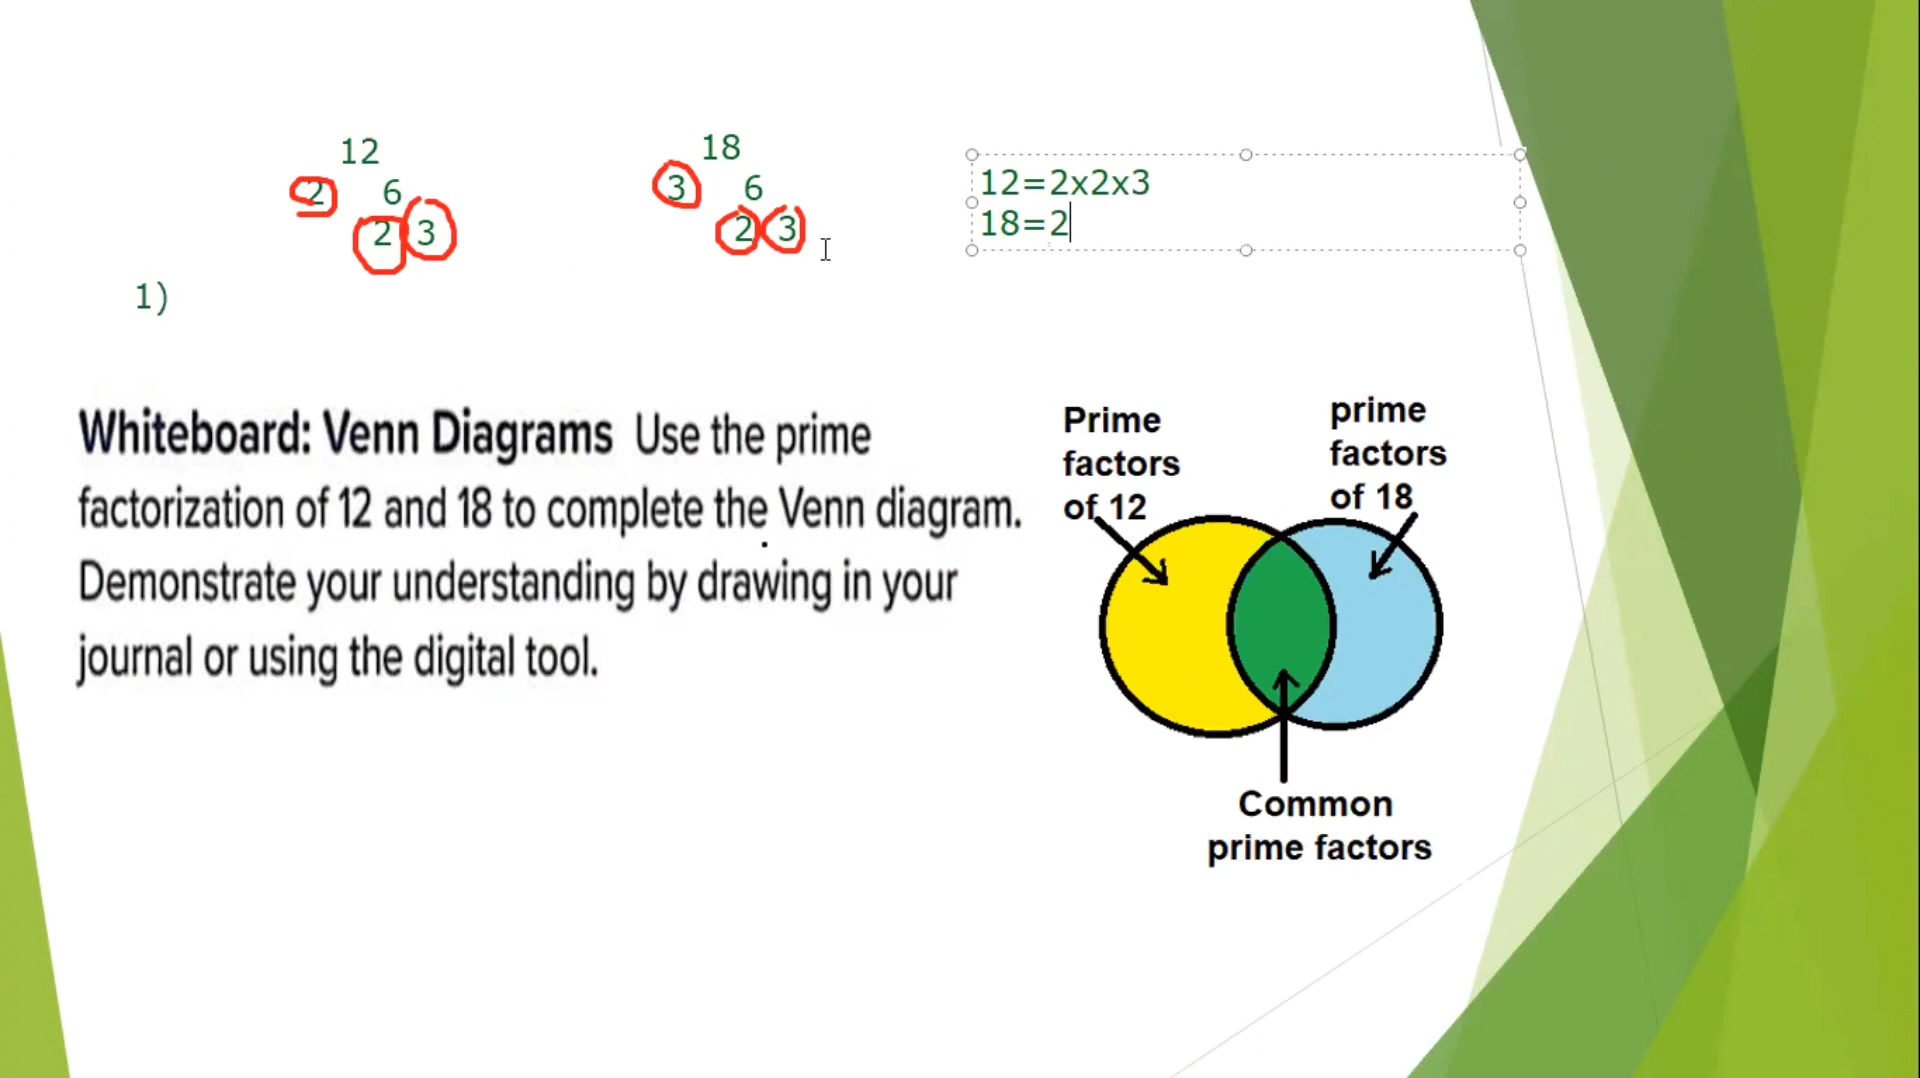 12
2 6
2 3
18
3 6
2 3
12=2x2x3
18=2
1)
Whiteboard: Venn Diagrams Use the prime
factorization of 12 and 18 to complete the Venn diagram.
Demonstrate your understanding by drawing in your
journal or using the digital tool.
Prime
factors
of 12
prime
factors
of 18
Common
prime factors